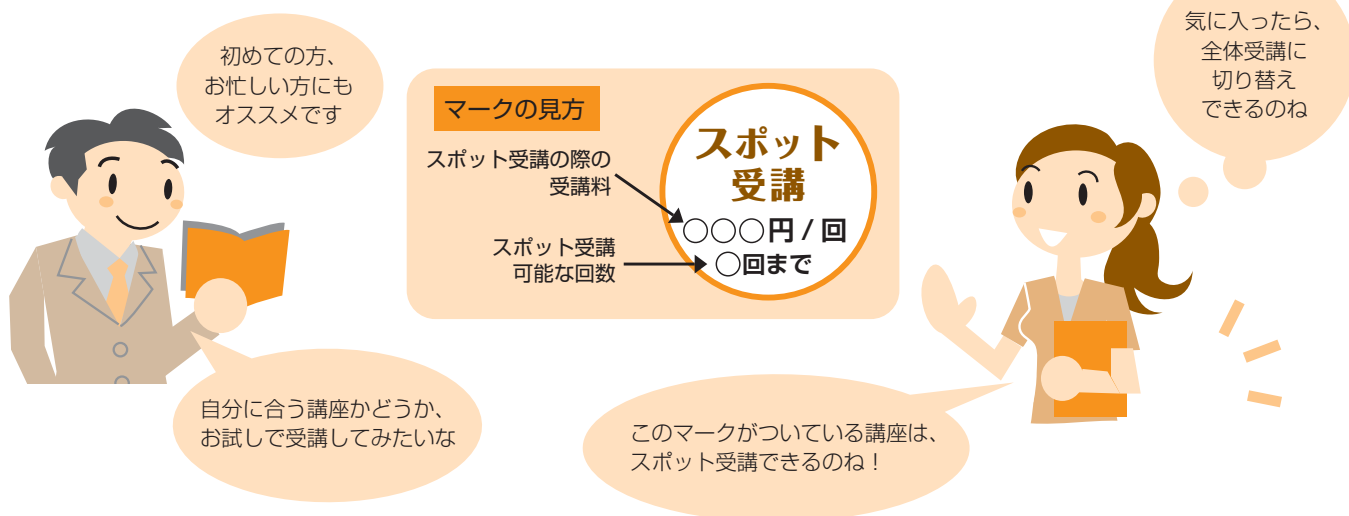 初めての方、
お忙しい方にも
オススメです
マークの見方
スポット受講の際の
受講料
スポット受講
可能な回数
スポット
受講
○○○円 / 回
○回まで
気に入ったら、
全体受講に
切り替え
できるのね
自分に合う講座かどうか、
お試しで受講してみたいな
このマークがついている講座は、
スポット受講できるのね！